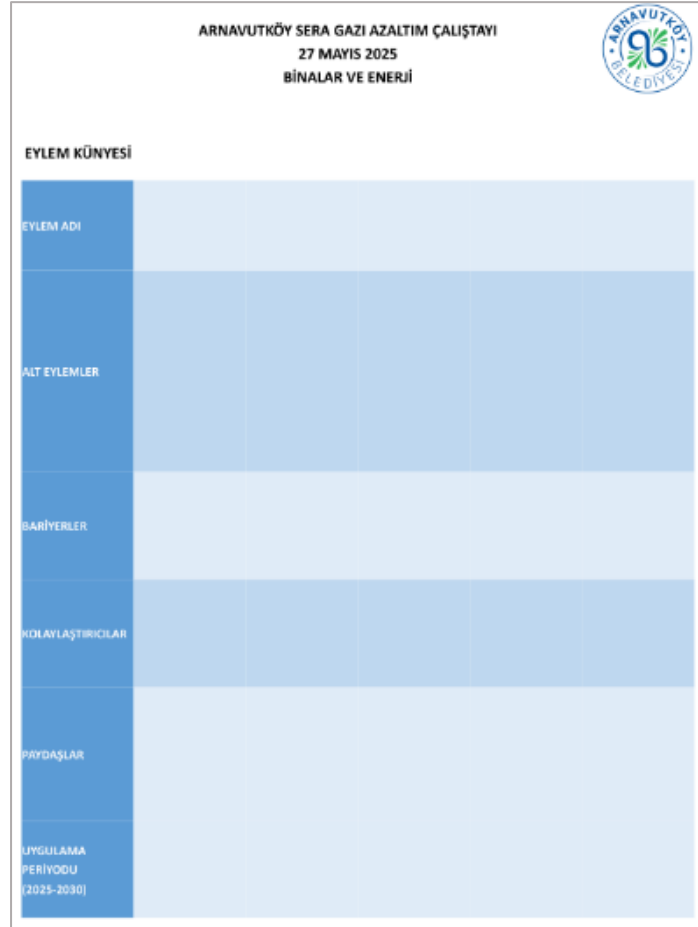 ARNAVUTKÖY SERA GAZI AZALTIM ÇALIŞTAYI
27 MAYIS 2025
BİNALAR VE ENERJİ
ARNAVUTKÖY
BELEDİYESİ
EYLEM KÜNYESİ
EYLEM ADI
ALT EYLEMLER
BARİYERLER
KOLAYLAŞTIRICILAR
PAYDAŞLAR
UYGULAMA
PERİYODU
(2025-2030)